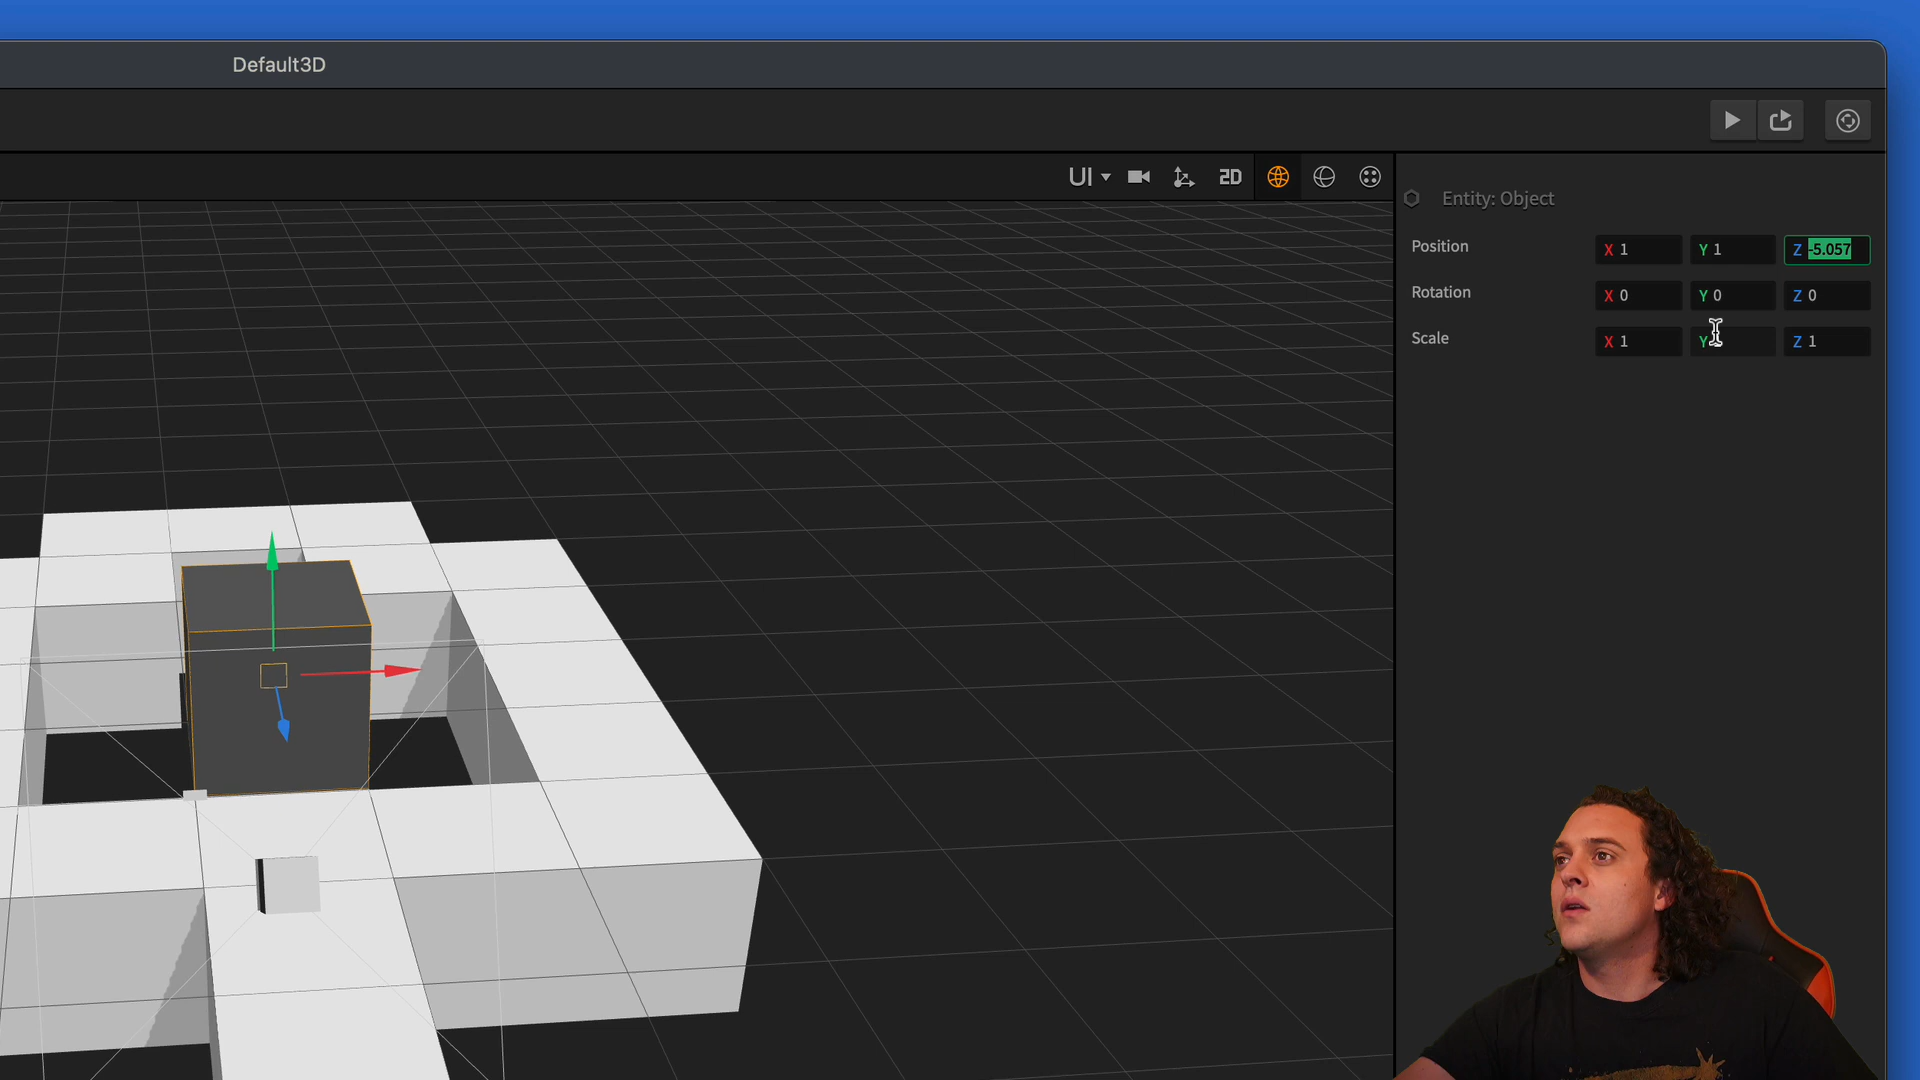 Default3D
UI 2D
Entity: Object
Position X 1 Y 1 Z -5.057
Rotation X 0 Y 0 Z 0
Scale X 1 Y Z 1